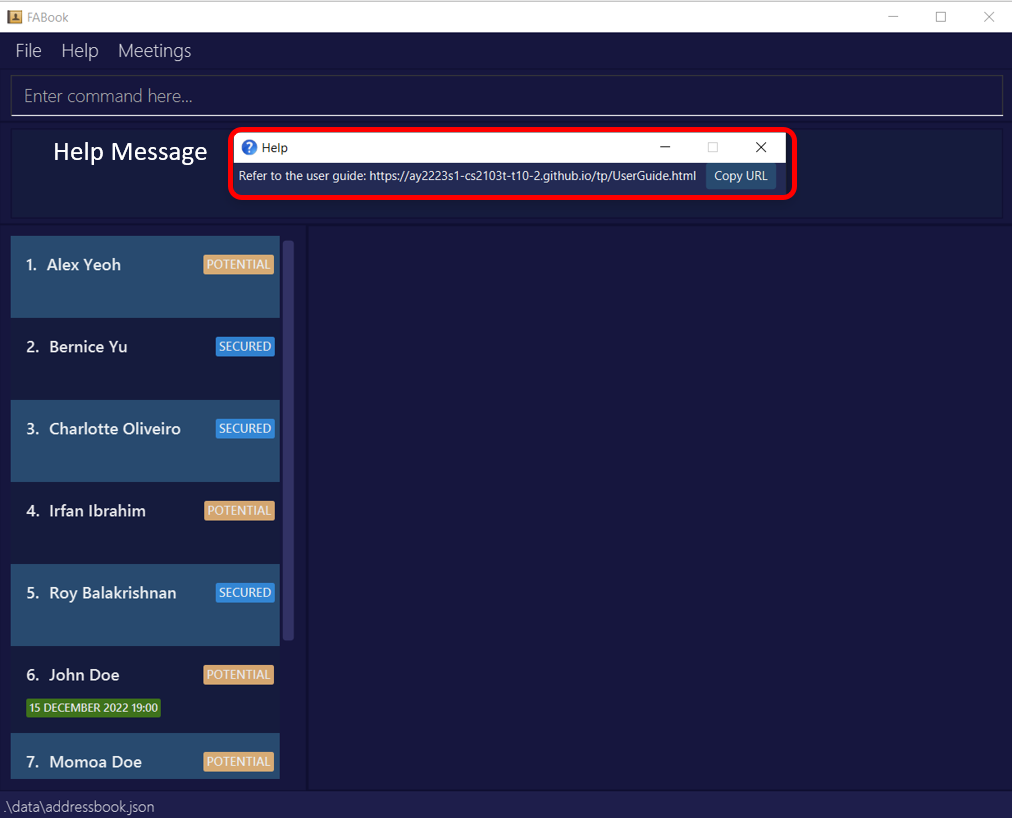 FABook
File Help Meetings
Enter command here...
Help Message
Help
Refer to the user guide: https://ay2223s1-cs2103t-t10-2.github.io/tp/UserGuide.html Copy URL
1. Alex Yeoh POTENTIAL
2. Bernice Yu SECURED
3. Charlotte Oliveiro SECURED
4. Irfan Ibrahim POTENTIAL
5. Roy Balakrishnan SECURED
6. John Doe POTENTIAL
15 DECEMBER 2022 19:00
7. Momoa Doe POTENTIAL
.\data\addressbook.json